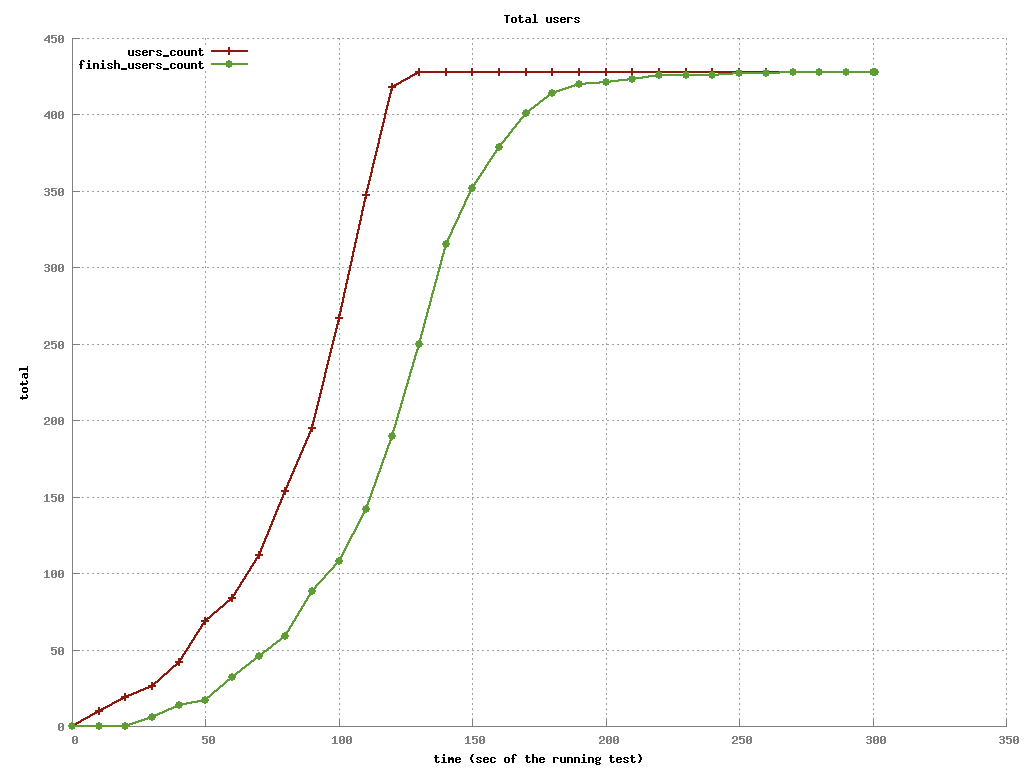 Total users
users_count
finish_users_count
450
400
350
300
250
200
150
100
50
0
total
0 50 100 150 200 250 300 350
time (sec of the running test)